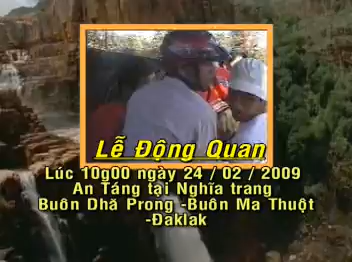 Lễ Động Quan
Lúc 10g00 ngày 24 / 02 / 2009
An Táng tại Nghĩa trang
Buôn Dhă Prong -Buôn Ma Thuột
-Đaklak